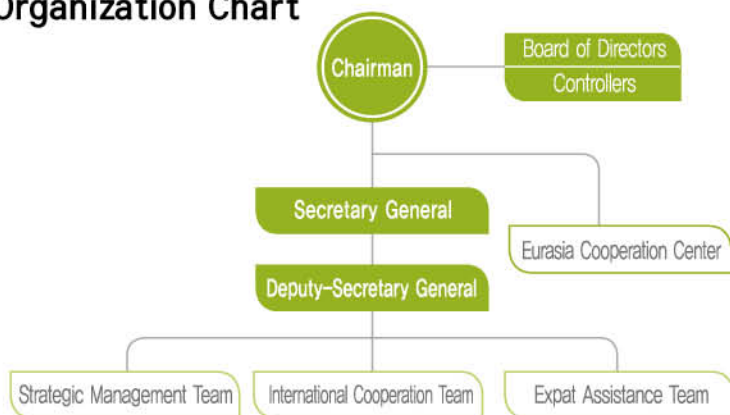 Organization Chart
Chairman
Board of Directors
Controllers
Secretary General
Eurasia Cooperation Center
Deputy-Secretary General
Strategic Management Team
International Cooperation Team
Expat Assistance Team